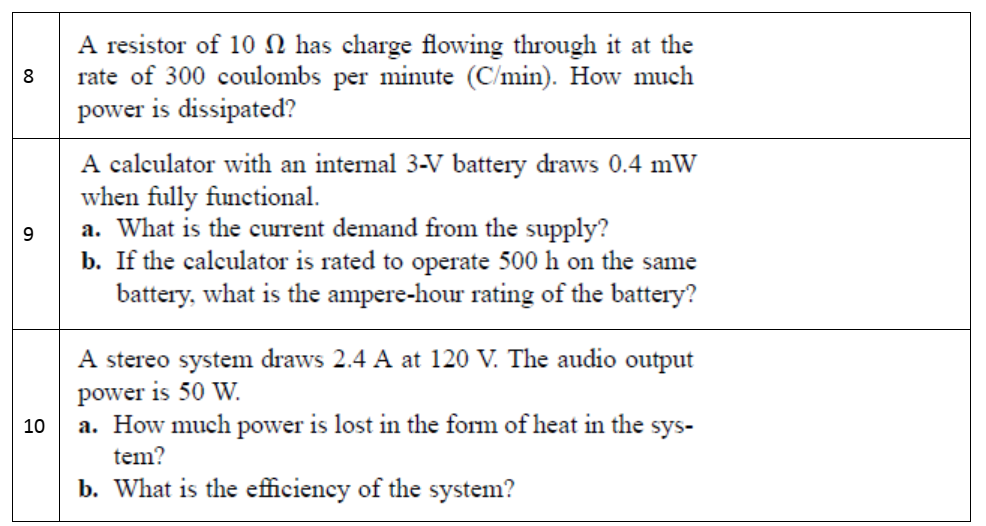 8
A resistor of 10 Ω has charge flowing through it at the
rate of 300 coulombs per minute (C/min). How much
power is dissipated?
9
A calculator with an internal 3-V battery draws 0.4 mW
when fully functional.
a. What is the current demand from the supply?
b. If the calculator is rated to operate 500 h on the same
battery, what is the ampere-hour rating of the battery?
10
A stereo system draws 2.4 A at 120 V. The audio output
power is 50 W.
a. How much power is lost in the form of heat in the sys-
tem?
b. What is the efficiency of the system?